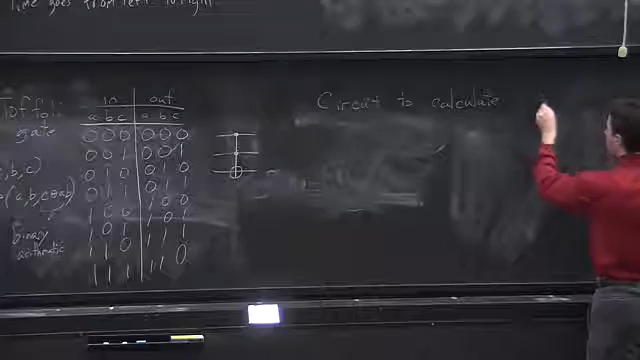 Time goes from left to right
Toffoli
gate
in out
a b c a b c
0 0 0 0 0 0
0 0 1 0 0 1
0 1 0 0 1 0
0 1 1 0 1 1
1 0 0 1 0 0
1 0 1 1 0 1
1 1 0 1 1 1
1 1 1 1 1 0
,b,c)
(a,b,c⊕ab)
binary
arithmetic
Circuit to calculate